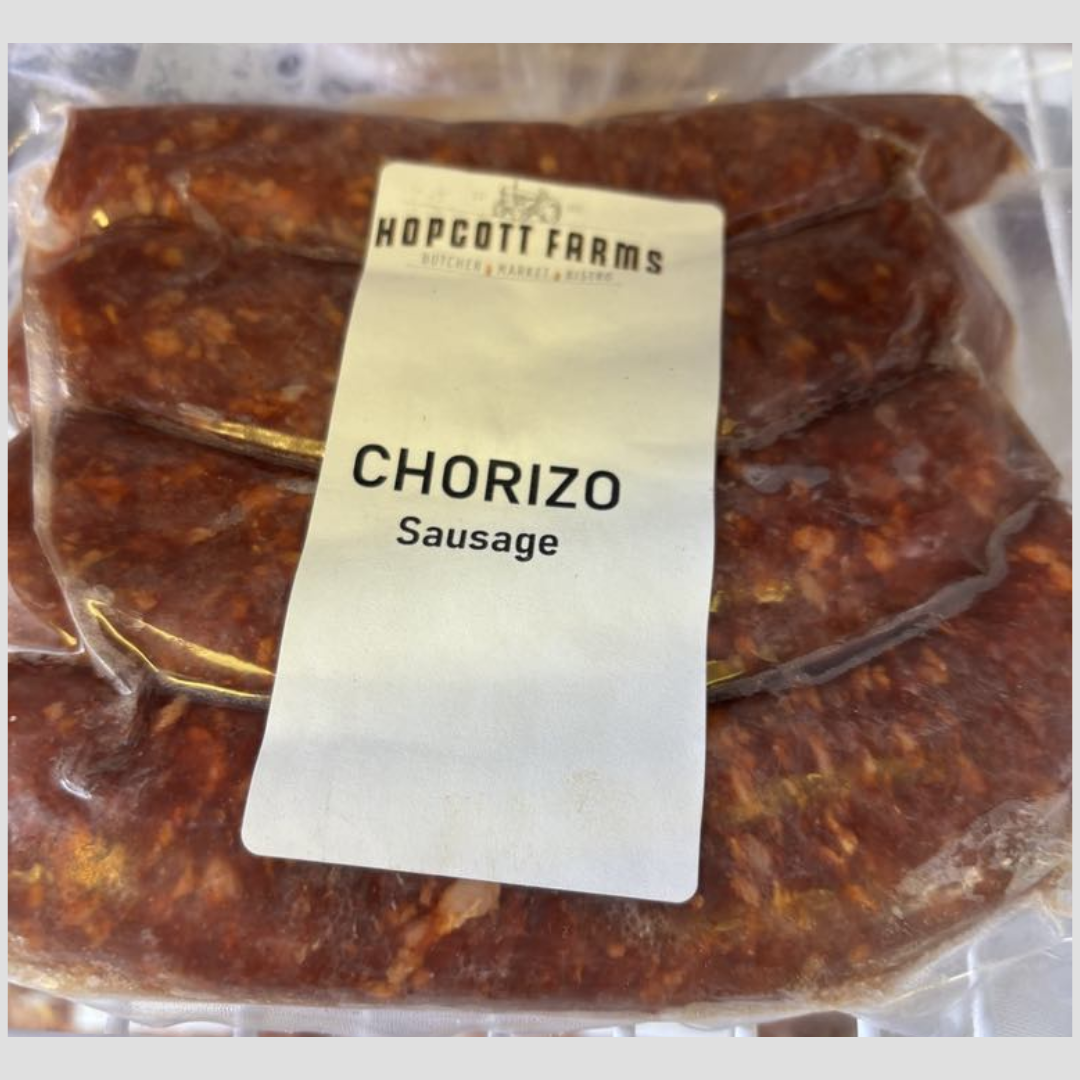 HOPCOTT FARMS
BUTCHER MARKET BISTRO
CHORIZO
Sausage